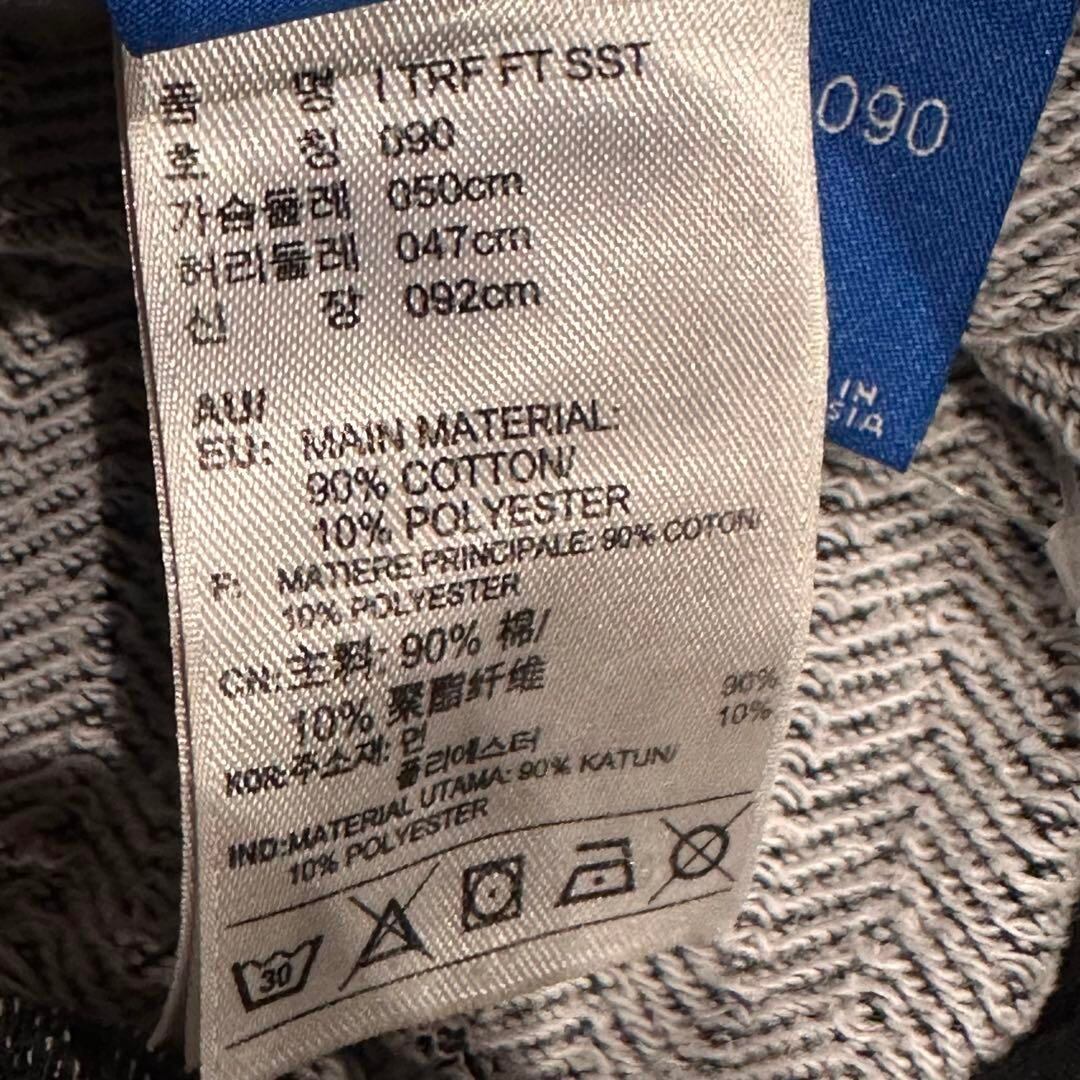 품 명 I TRF FT SST
호 칭 090
가슴둘레 050cm
허리둘레 047cm
신 장 092cm
AU/
EU: MAIN MATERIAL:
90% COTTON/
10% POLYESTER
F: MATIERE PRINCIPALE: 90% COTON/
10% POLYESTER
CN: 主料: 90% 棉/
10% 聚酯纤维
KOR: 주소재: 면 90%
폴리에스터 10%
IND: MATERIAL UTAMA: 90% KATUN/
10% POLYESTER
30
090
IN